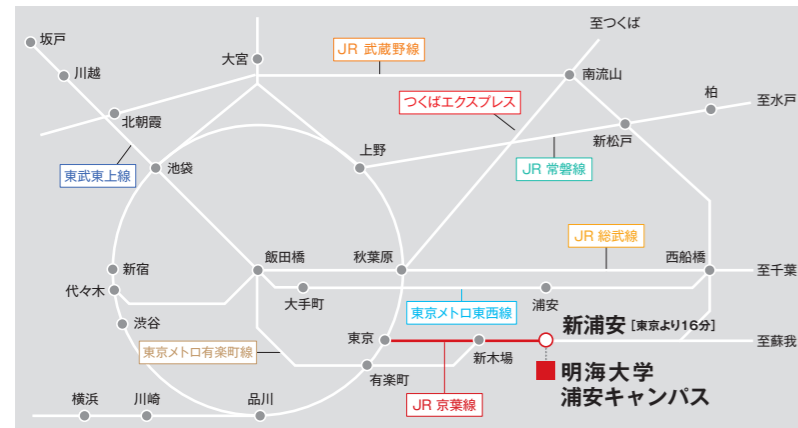 至つくば
坂戸
大宮
JR 武蔵野線
川越
南流山
つくばエクスプレス
柏
至水戸
北朝霞
新松戸
上野
東武東上線
池袋
JR 常磐線
JR 総武線
新宿
飯田橋
秋葉原
西船橋
至千葉
代々木
大手町
東京メトロ東西線
浦安
渋谷
新浦安 [東京より16分]
東京
至蘇我
東京メトロ有楽町線
新木場
有楽町
明海大学
浦安キャンパス
横浜
川崎
品川
JR 京葉線